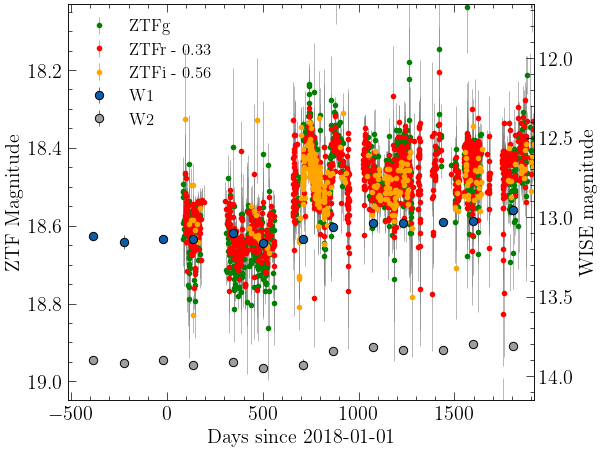 ZTFg
ZTFr - 0.33
ZTFi - 0.56
W1
W2
ZTF Magnitude
18.2
18.4
18.6
18.8
19.0
12.0
12.5
13.0
13.5
14.0
WISE magnitude
-500
0
500
1000
1500
Days since 2018-01-01